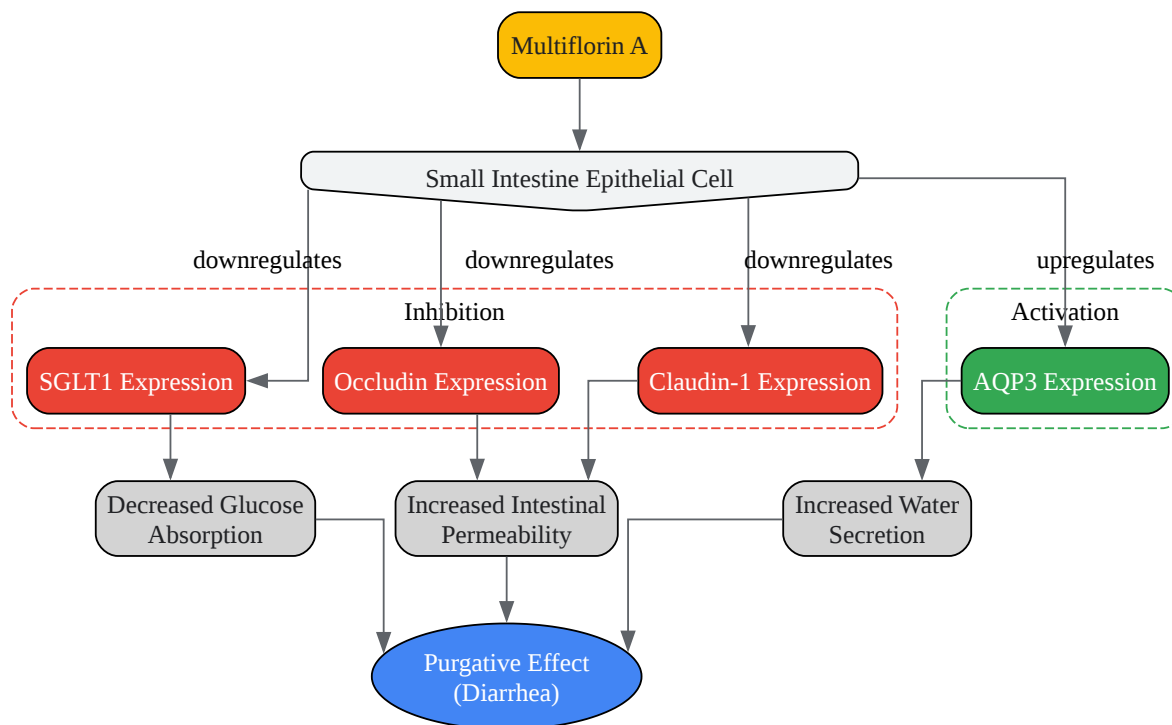 Multiflorin A
Small Intestine Epithelial Cell
downregulates
downregulates
downregulates
upregulates
Inhibition
Activation
SGLT1 Expression
Occludin Expression
Claudin-1 Expression
AQP3 Expression
Decreased Glucose
Absorption
Increased Intestinal
Permeability
Increased Water
Secretion
Purgative Effect
(Diarrhea)